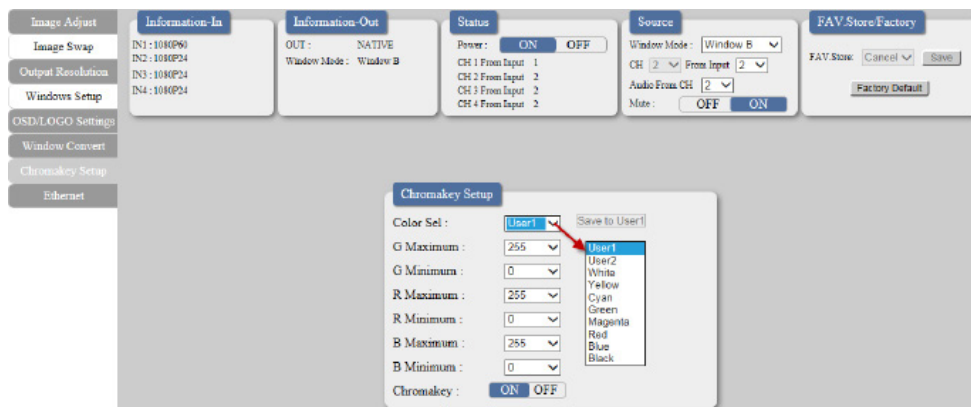 Image Adjust
Image Swap
Output Resolution
Windows Setup
OSD/LOGO Settings
Window Convert
Chromakey Setup
Ethernet
Information-In
IN1 : 1080P60
IN2 : 1080P24
IN3 : 1080P24
IN4 : 1080P24
Information-Out
OUT : NATIVE
Window Mode : Window B
Status
Power : ON OFF
CH 1 From Input 1
CH 2 From Input 2
CH 3 From Input 2
CH 4 From Input 2
Source
Window Mode : Window B
CH 2 From Input 2
Audio From CH 2
Mute : OFF ON
FAV.Store/Factory
FAV.Store: Cancel Save
Factory Default
Chromakey Setup
Color Sel : User1 Save to User1
G Maximum : 255
G Minimum : 0
R Maximum : 255
R Minimum : 0
B Maximum : 255
B Minimum : 0
Chromakey : ON OFF
User1
User2
White
Yellow
Cyan
Green
Magenta
Red
Blue
Black